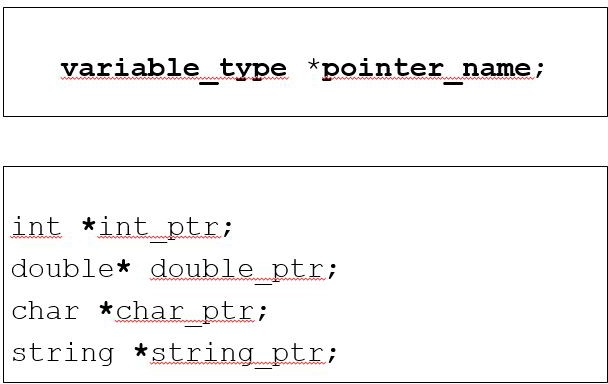 variable_type *pointer_name;
int *int_ptr;
double* double_ptr;
char *char_ptr;
string *string_ptr;